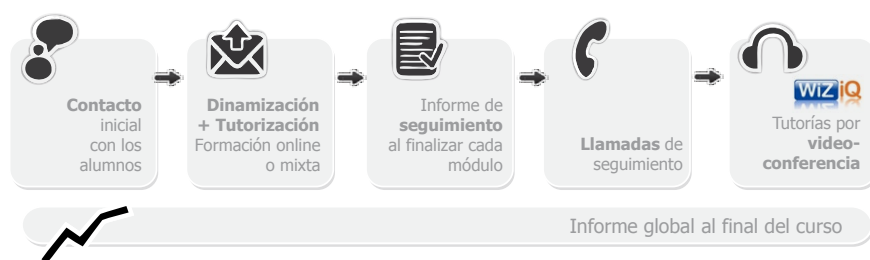 Contacto
inicial
con los
alumnos
Dinamización
+ Tutorización
Formación online
o mixta
Informe de
seguimiento
al finalizar cada
módulo
Llamadas de
seguimiento
WiZiQ
Tutorías por
video-
conferencia
Informe global al final del curso